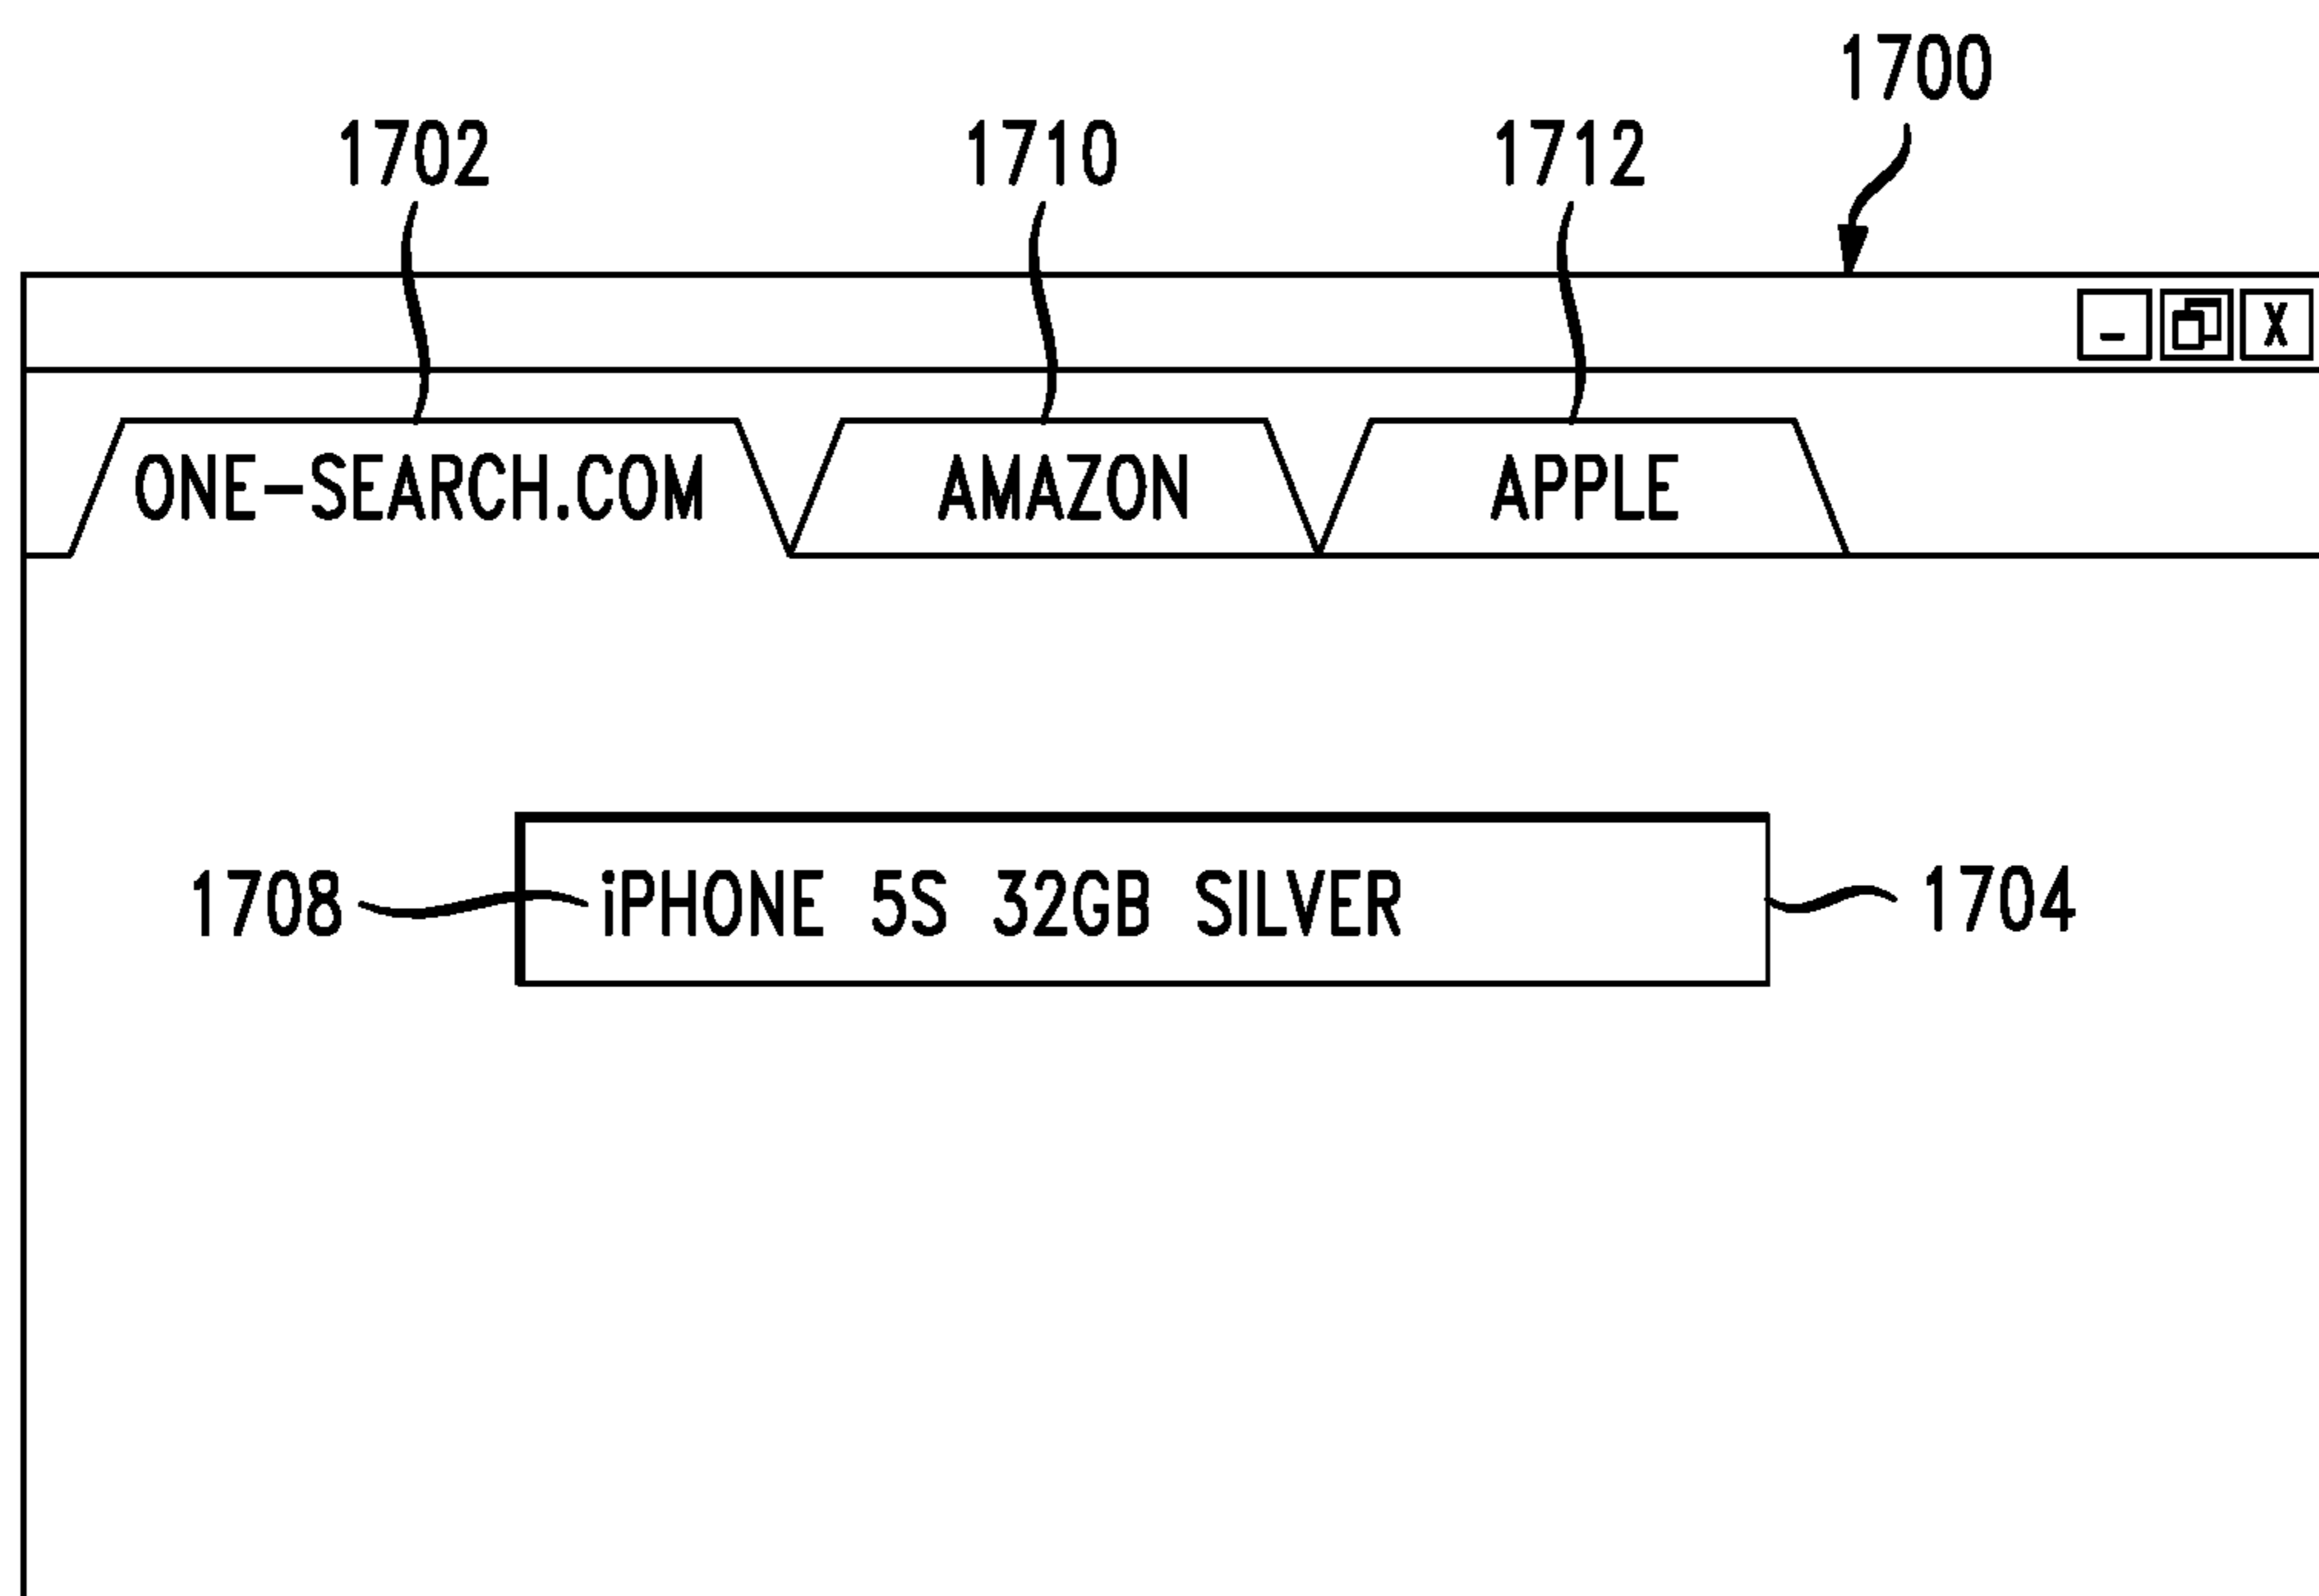 1700
1702 1710 1712
- X
ONE-SEARCH.COM AMAZON APPLE
1708 iPHONE 5S 32GB SILVER 1704